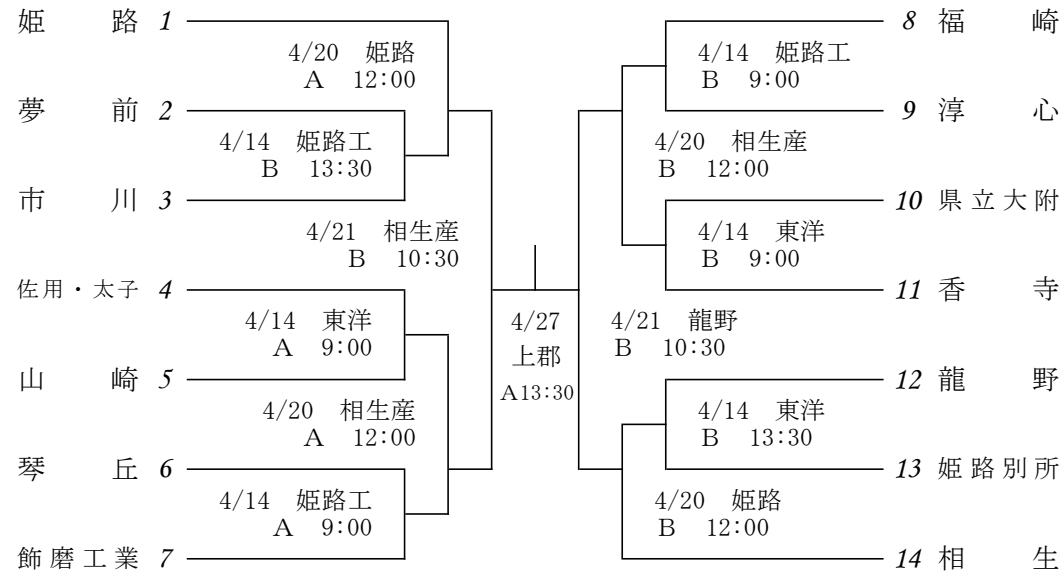 姫路 1
4/20 姫路
A 12:00
夢前 2
4/14 姫路工
B 13:30
市川 3
4/21 相生産
B 10:30
佐用・太子 4
4/14 東洋
A 9:00
山崎 5
4/20 相生産
A 12:00
琴丘 6
4/14 姫路工
A 9:00
飾磨工業 7
4/27
上郡
A13:30
8 福崎
4/14 姫路工
B 9:00
9 淳心
4/20 相生産
B 12:00
10 県立大附
4/14 東洋
B 9:00
11 香寺
4/21 龍野
B 10:30
12 龍野
4/14 東洋
B 13:30
13 姫路別所
4/20 姫路
B 12:00
14 相生